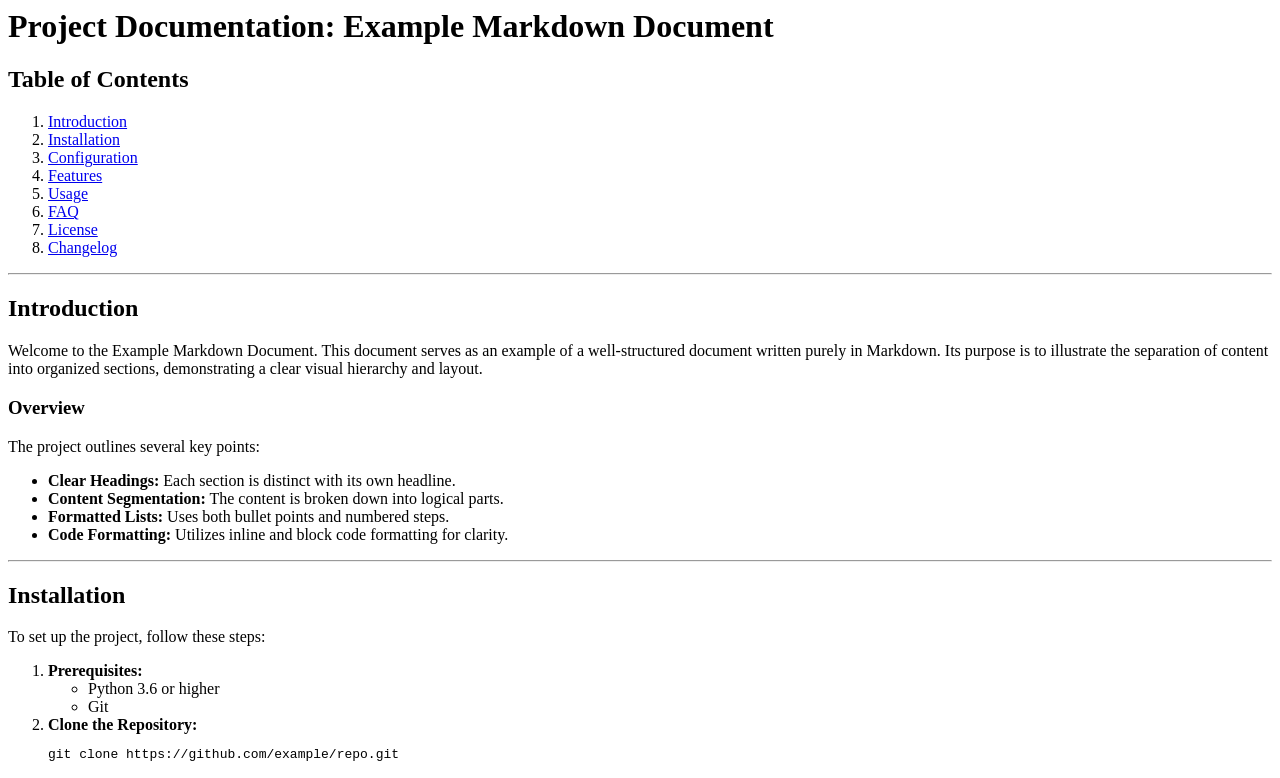 Project Documentation: Example Markdown Document
Table of Contents
1. Introduction
2. Installation
3. Configuration
4. Features
5. Usage
6. FAQ
7. License
8. Changelog
Introduction
Welcome to the Example Markdown Document. This document serves as an example of a well-structured document written purely in Markdown. Its purpose is to illustrate the separation of content
into organized sections, demonstrating a clear visual hierarchy and layout.
Overview
The project outlines several key points:
• Clear Headings: Each section is distinct with its own headline.
• Content Segmentation: The content is broken down into logical parts.
• Formatted Lists: Uses both bullet points and numbered steps.
• Code Formatting: Utilizes inline and block code formatting for clarity.
Installation
To set up the project, follow these steps:
1. Prerequisites:
◦ Python 3.6 or higher
◦ Git
2. Clone the Repository:
git clone https://github.com/example/repo.git